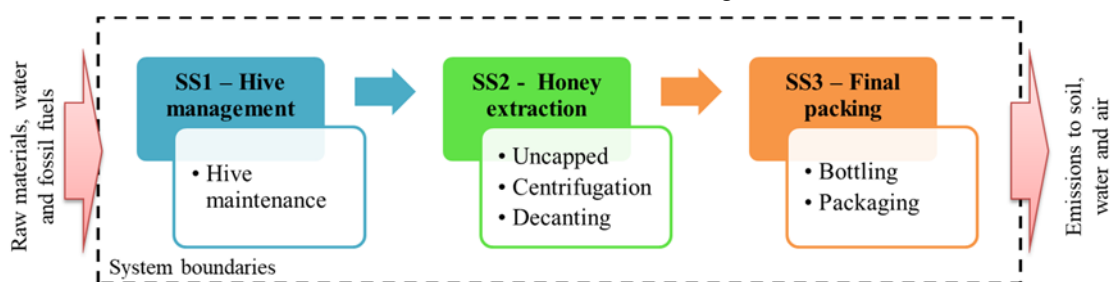 Raw materials, water
and fossil fuels
SS1 – Hive
management
• Hive
maintenance
SS2 - Honey
extraction
• Uncapped
• Centrifugation
• Decanting
SS3 – Final
packing
• Bottling
• Packaging
Emissions to soil,
water and air
System boundaries